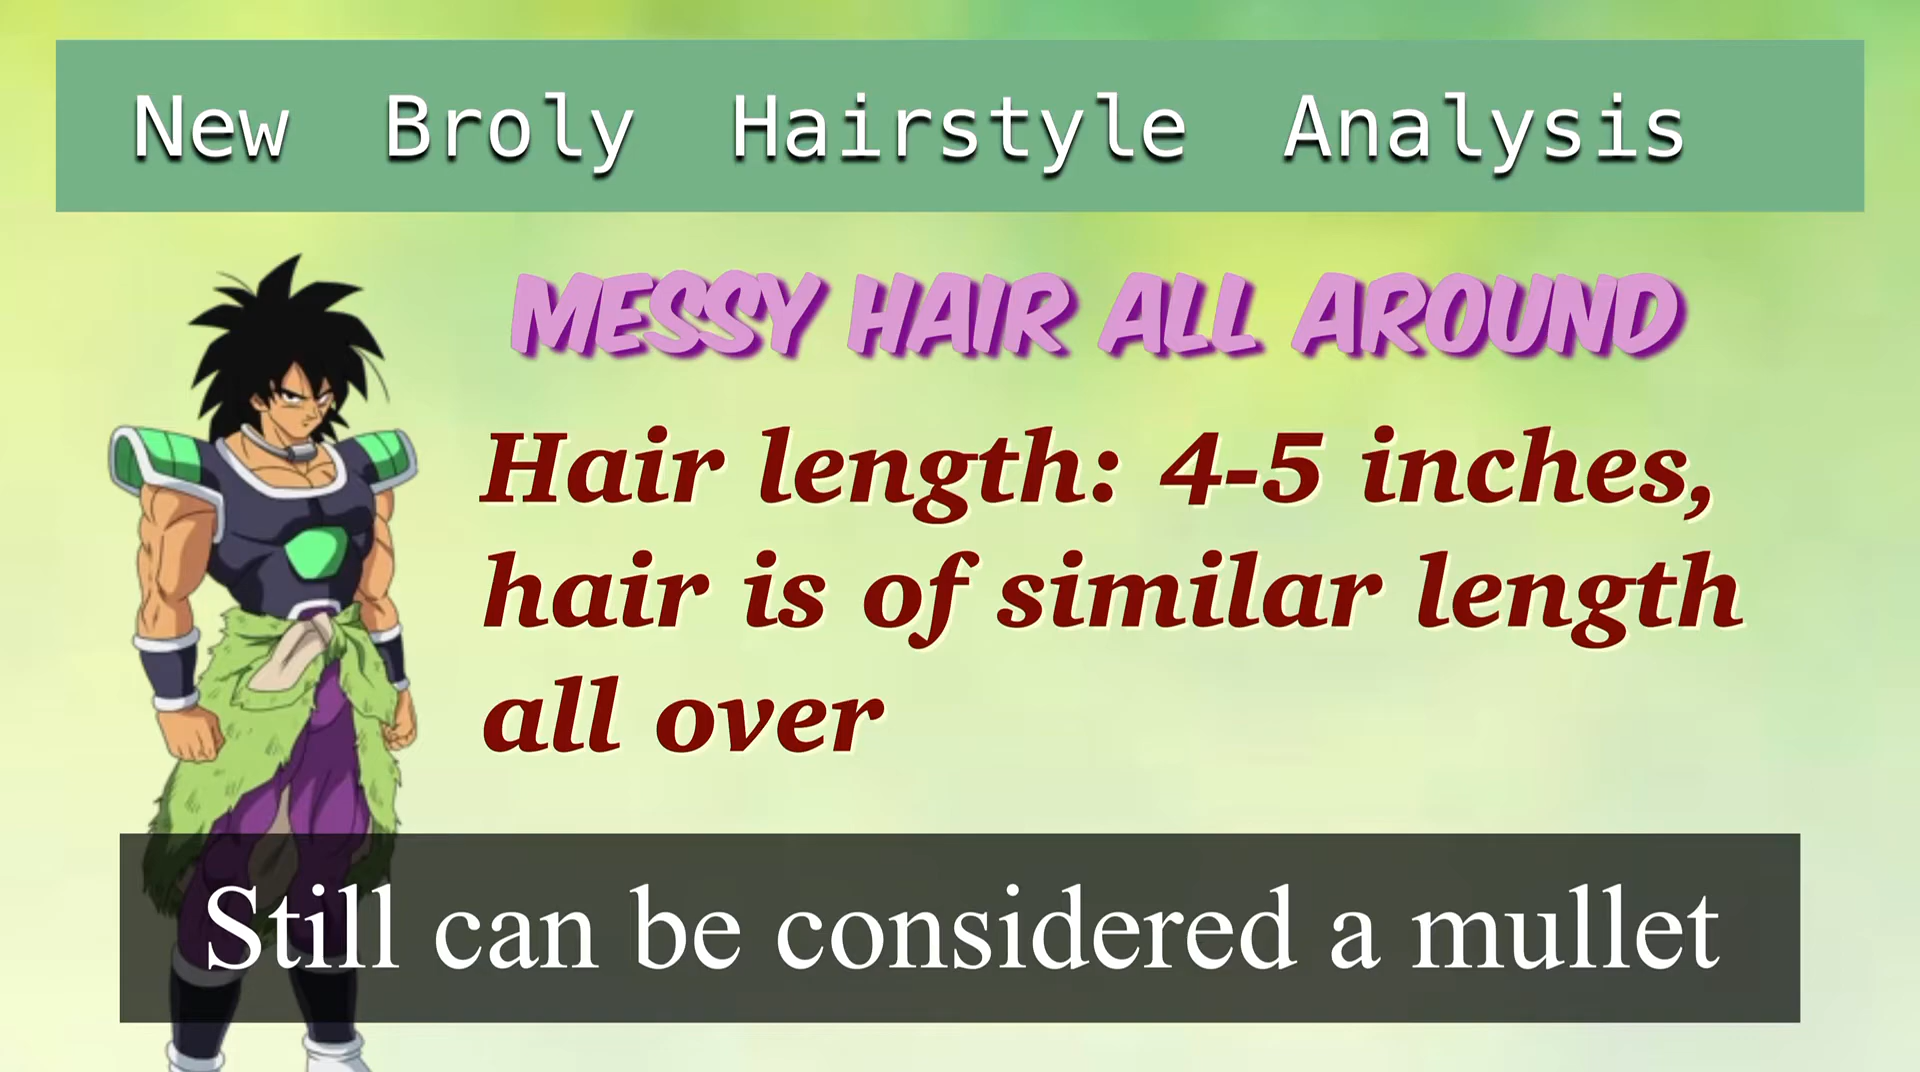 New Broly Hairstyle Analysis
MESSY HAIR ALL AROUND
Hair length: 4-5 inches,
hair is of similar length
all over
Still can be considered a mullet